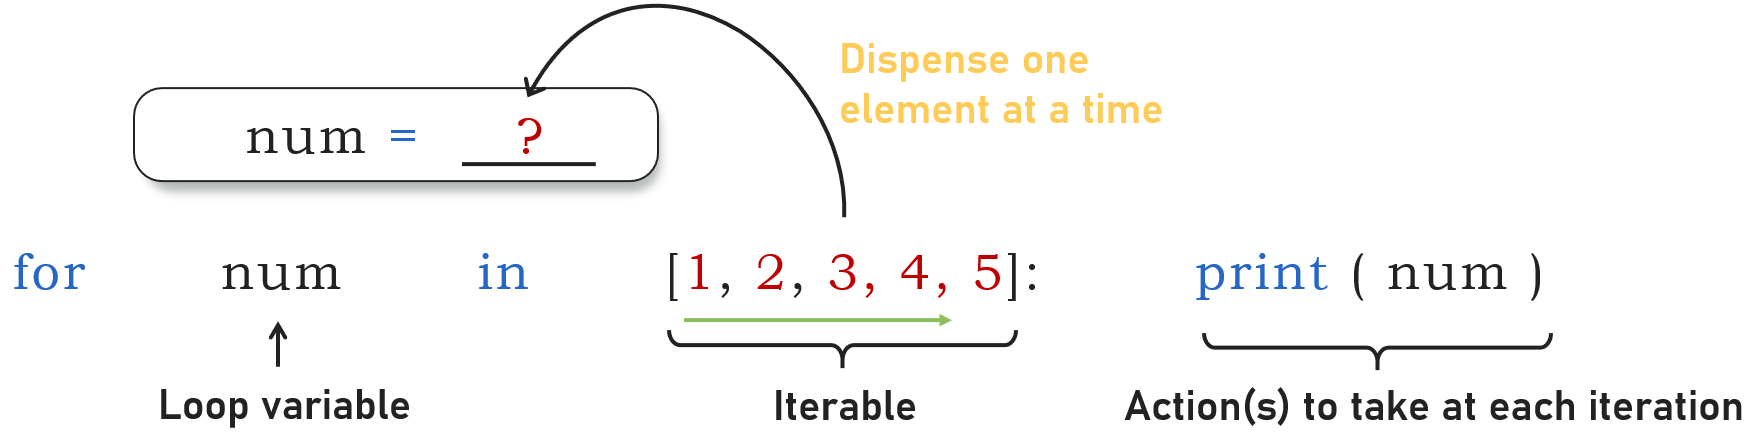 Dispense one
element at a time
num = ?
for num in [1, 2, 3, 4, 5]: print ( num )
Loop variable
Iterable
Action(s) to take at each iteration